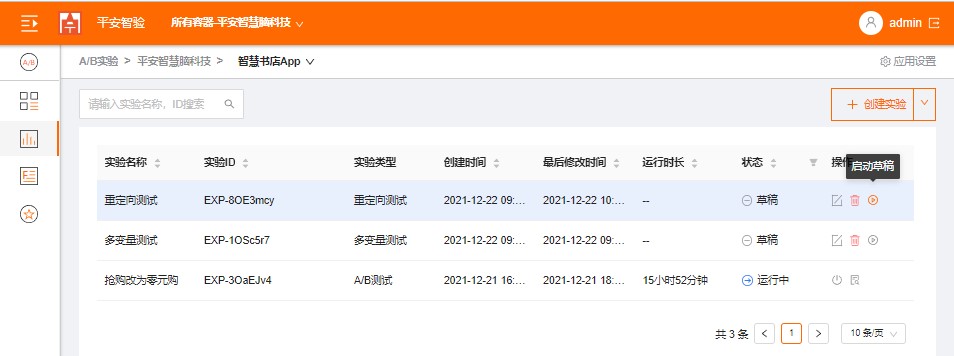 平安智验 所有容器-平安智慧脑科技 admin
A/B A/B实验 > 平安智慧脑科技 > 智慧书店App 应用设置
请输入实验名称，ID搜索 + 创建实验
实验名称 实验ID 实验类型 创建时间 最后修改时间 运行时长 状态 操作
启动草稿
重定向测试 EXP-8OE3mcy 重定向测试 2021-12-22 09:... 2021-12-22 10:... -- 草稿
多变量测试 EXP-1OSc5r7 多变量测试 2021-12-22 09:... 2021-12-22 09:... -- 草稿
抢购改为零元购 EXP-3OaEJv4 A/B测试 2021-12-21 16:... 2021-12-21 18:... 15小时52分钟 运行中
共 3 条 < 1 > 10 条/页